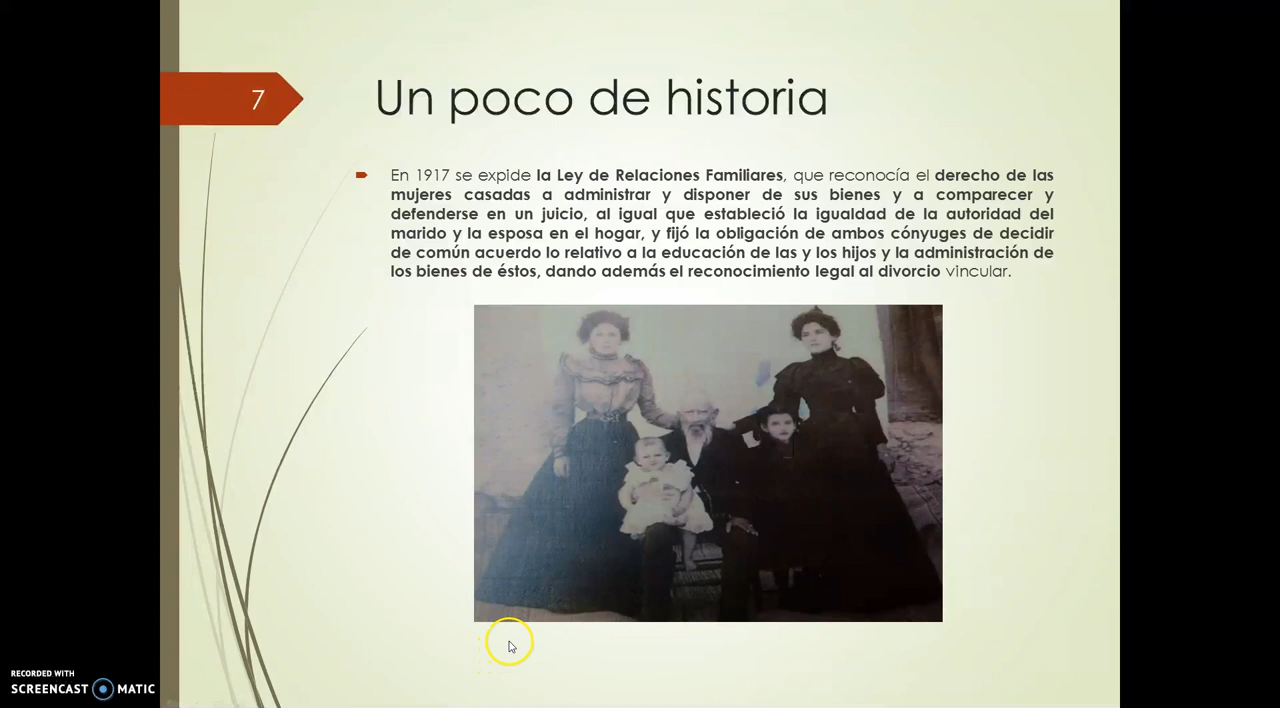 7
Un poco de historia
En 1917 se expide la Ley de Relaciones Familiares, que reconocía el derecho de las
mujeres casadas a administrar y disponer de sus bienes y a comparecer y
defenderse en un juicio, al igual que estableció la igualdad de la autoridad del
marido y la esposa en el hogar, y fijó la obligación de ambos cónyuges de decidir
de común acuerdo lo relativo a la educación de las y los hijos y la administración de
los bienes de éstos, dando además el reconocimiento legal al divorcio vincular.
RECORDED WITH
SCREENCAST MATIC